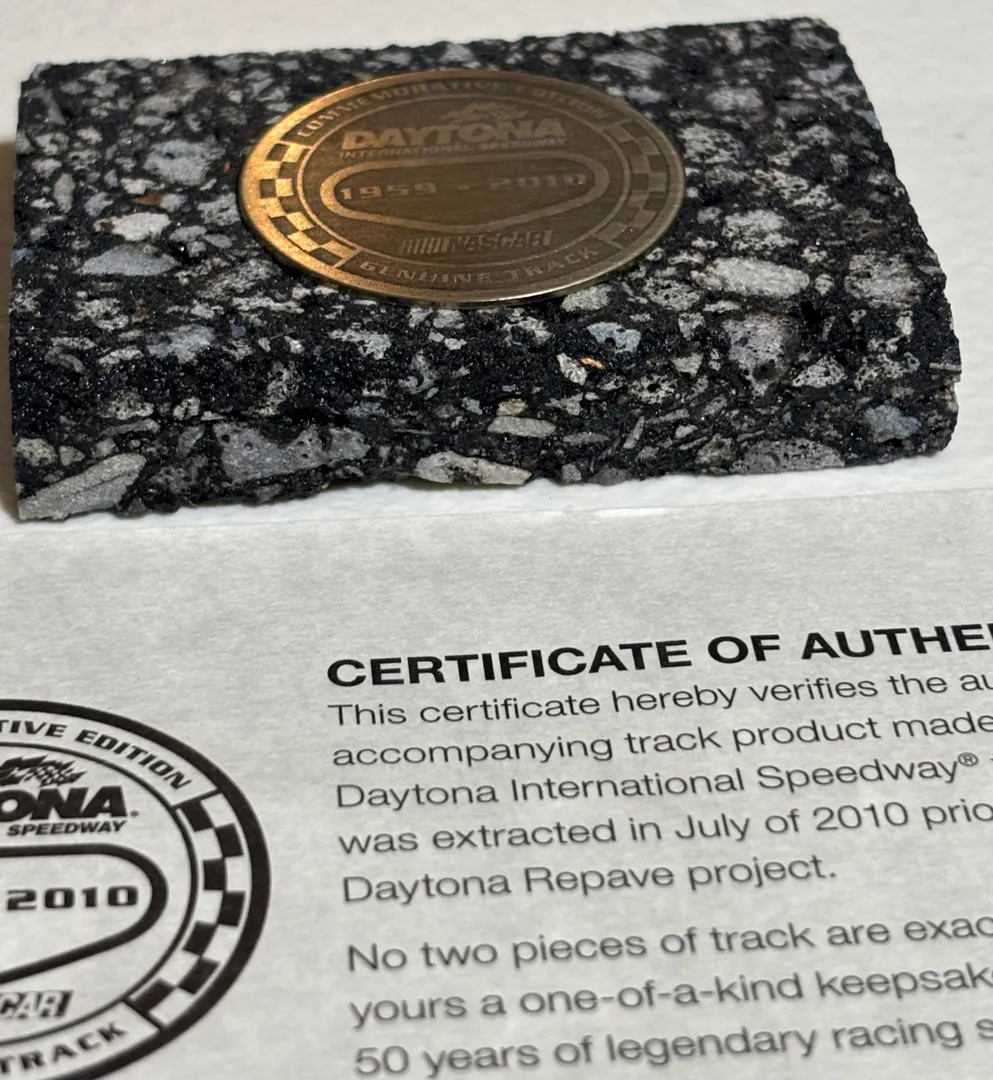 COMMEMORATIVE EDITION
DAYTONA
INTERNATIONAL SPEEDWAY
1959 - 2010
NASCAR
GENUINE TRACK
CERTIFICATE OF AUTHE
This certificate hereby verifies the au
accompanying track product made
Daytona International Speedway®
was extracted in July of 2010 prio
Daytona Repave project.
No two pieces of track are exac
yours a one-of-a-kind keepsak
50 years of legendary racing s
TIVE EDITION
ONA
SPEEDWAY
2010
CAR
TRACK